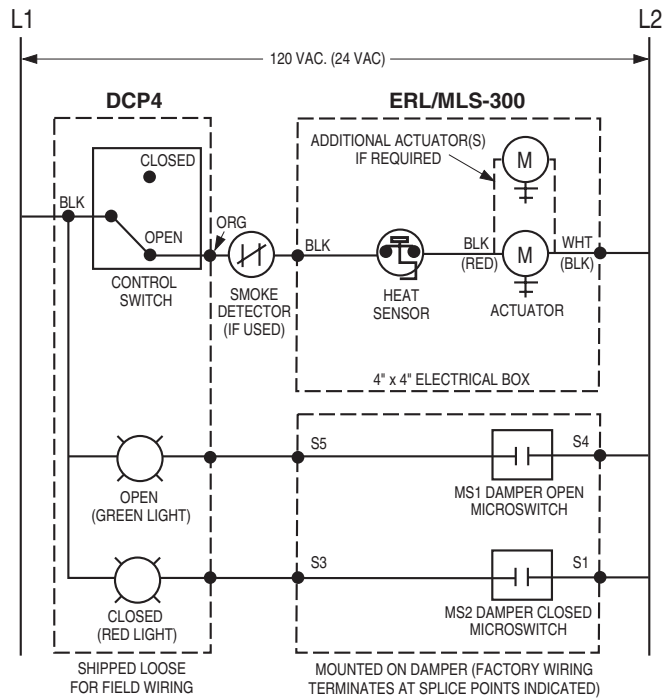 L1
L2
120 VAC. (24 VAC)
DCP4
ERL/MLS-300
CLOSED
OPEN
BLK
ORG
CONTROL
SWITCH
SMOKE
DETECTOR
(IF USED)
ADDITIONAL ACTUATOR(S)
IF REQUIRED
M
BLK
HEAT
SENSOR
BLK
(RED)
M
WHT
(BLK)
ACTUATOR
4" x 4" ELECTRICAL BOX
OPEN
(GREEN LIGHT)
S5
S4
MS1 DAMPER OPEN
MICROSWITCH
CLOSED
(RED LIGHT)
S3
S1
MS2 DAMPER CLOSED
MICROSWITCH
SHIPPED LOOSE
FOR FIELD WIRING
MOUNTED ON DAMPER (FACTORY WIRING
TERMINATES AT SPLICE POINTS INDICATED)